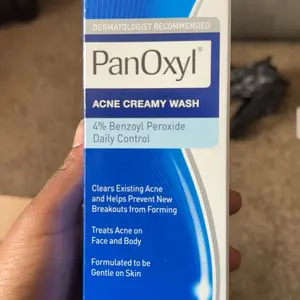 DERMATOLOGIST RECOMMENDED
PanOxyl®
ACNE CREAMY WASH
4% Benzoyl Peroxide
Daily Control
Clears Existing Acne
and Helps Prevent New
Breakouts from Forming
Treats Acne on
Face and Body
Formulated to be
Gentle on Skin